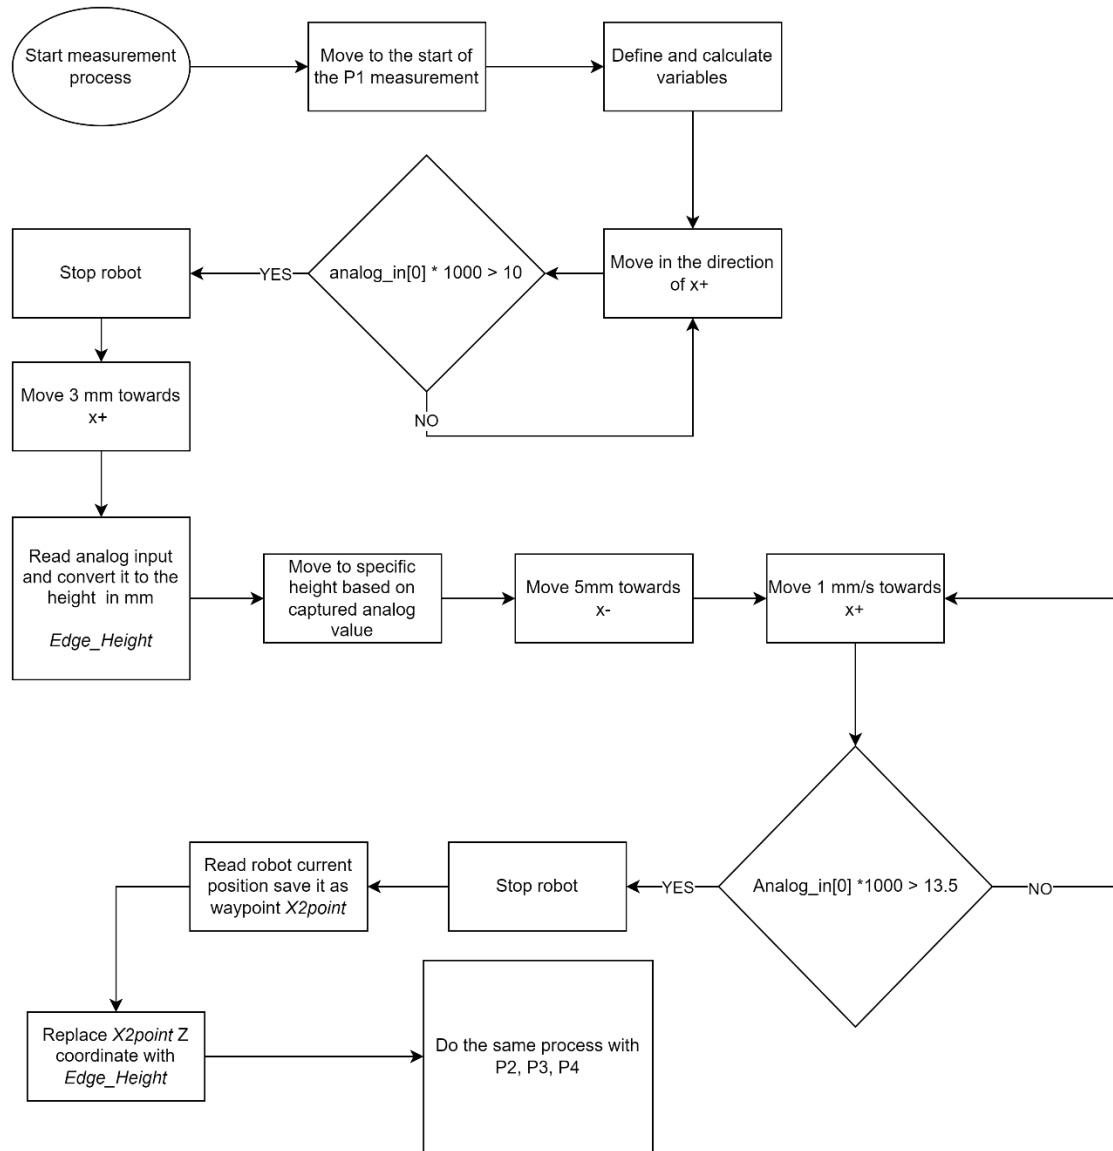 Start measurement
process
Move to the start of
the P1 measurement
Define and calculate
variables
Move in the direction
of x+
analog_in[0] * 1000 > 10
YES
NO
Stop robot
Move 3 mm towards
x+
Read analog input
and convert it to the
height in mm
Edge_Height
Move to specific
height based on
captured analog
value
Move 5mm towards
x-
Move 1 mm/s towards
x+
Analog_in[0] *1000 > 13.5
NO
YES
Stop robot
Read robot current
position save it as
waypoint X2point
Replace X2point Z
coordinate with
Edge_Height
Do the same process with
P2, P3, P4